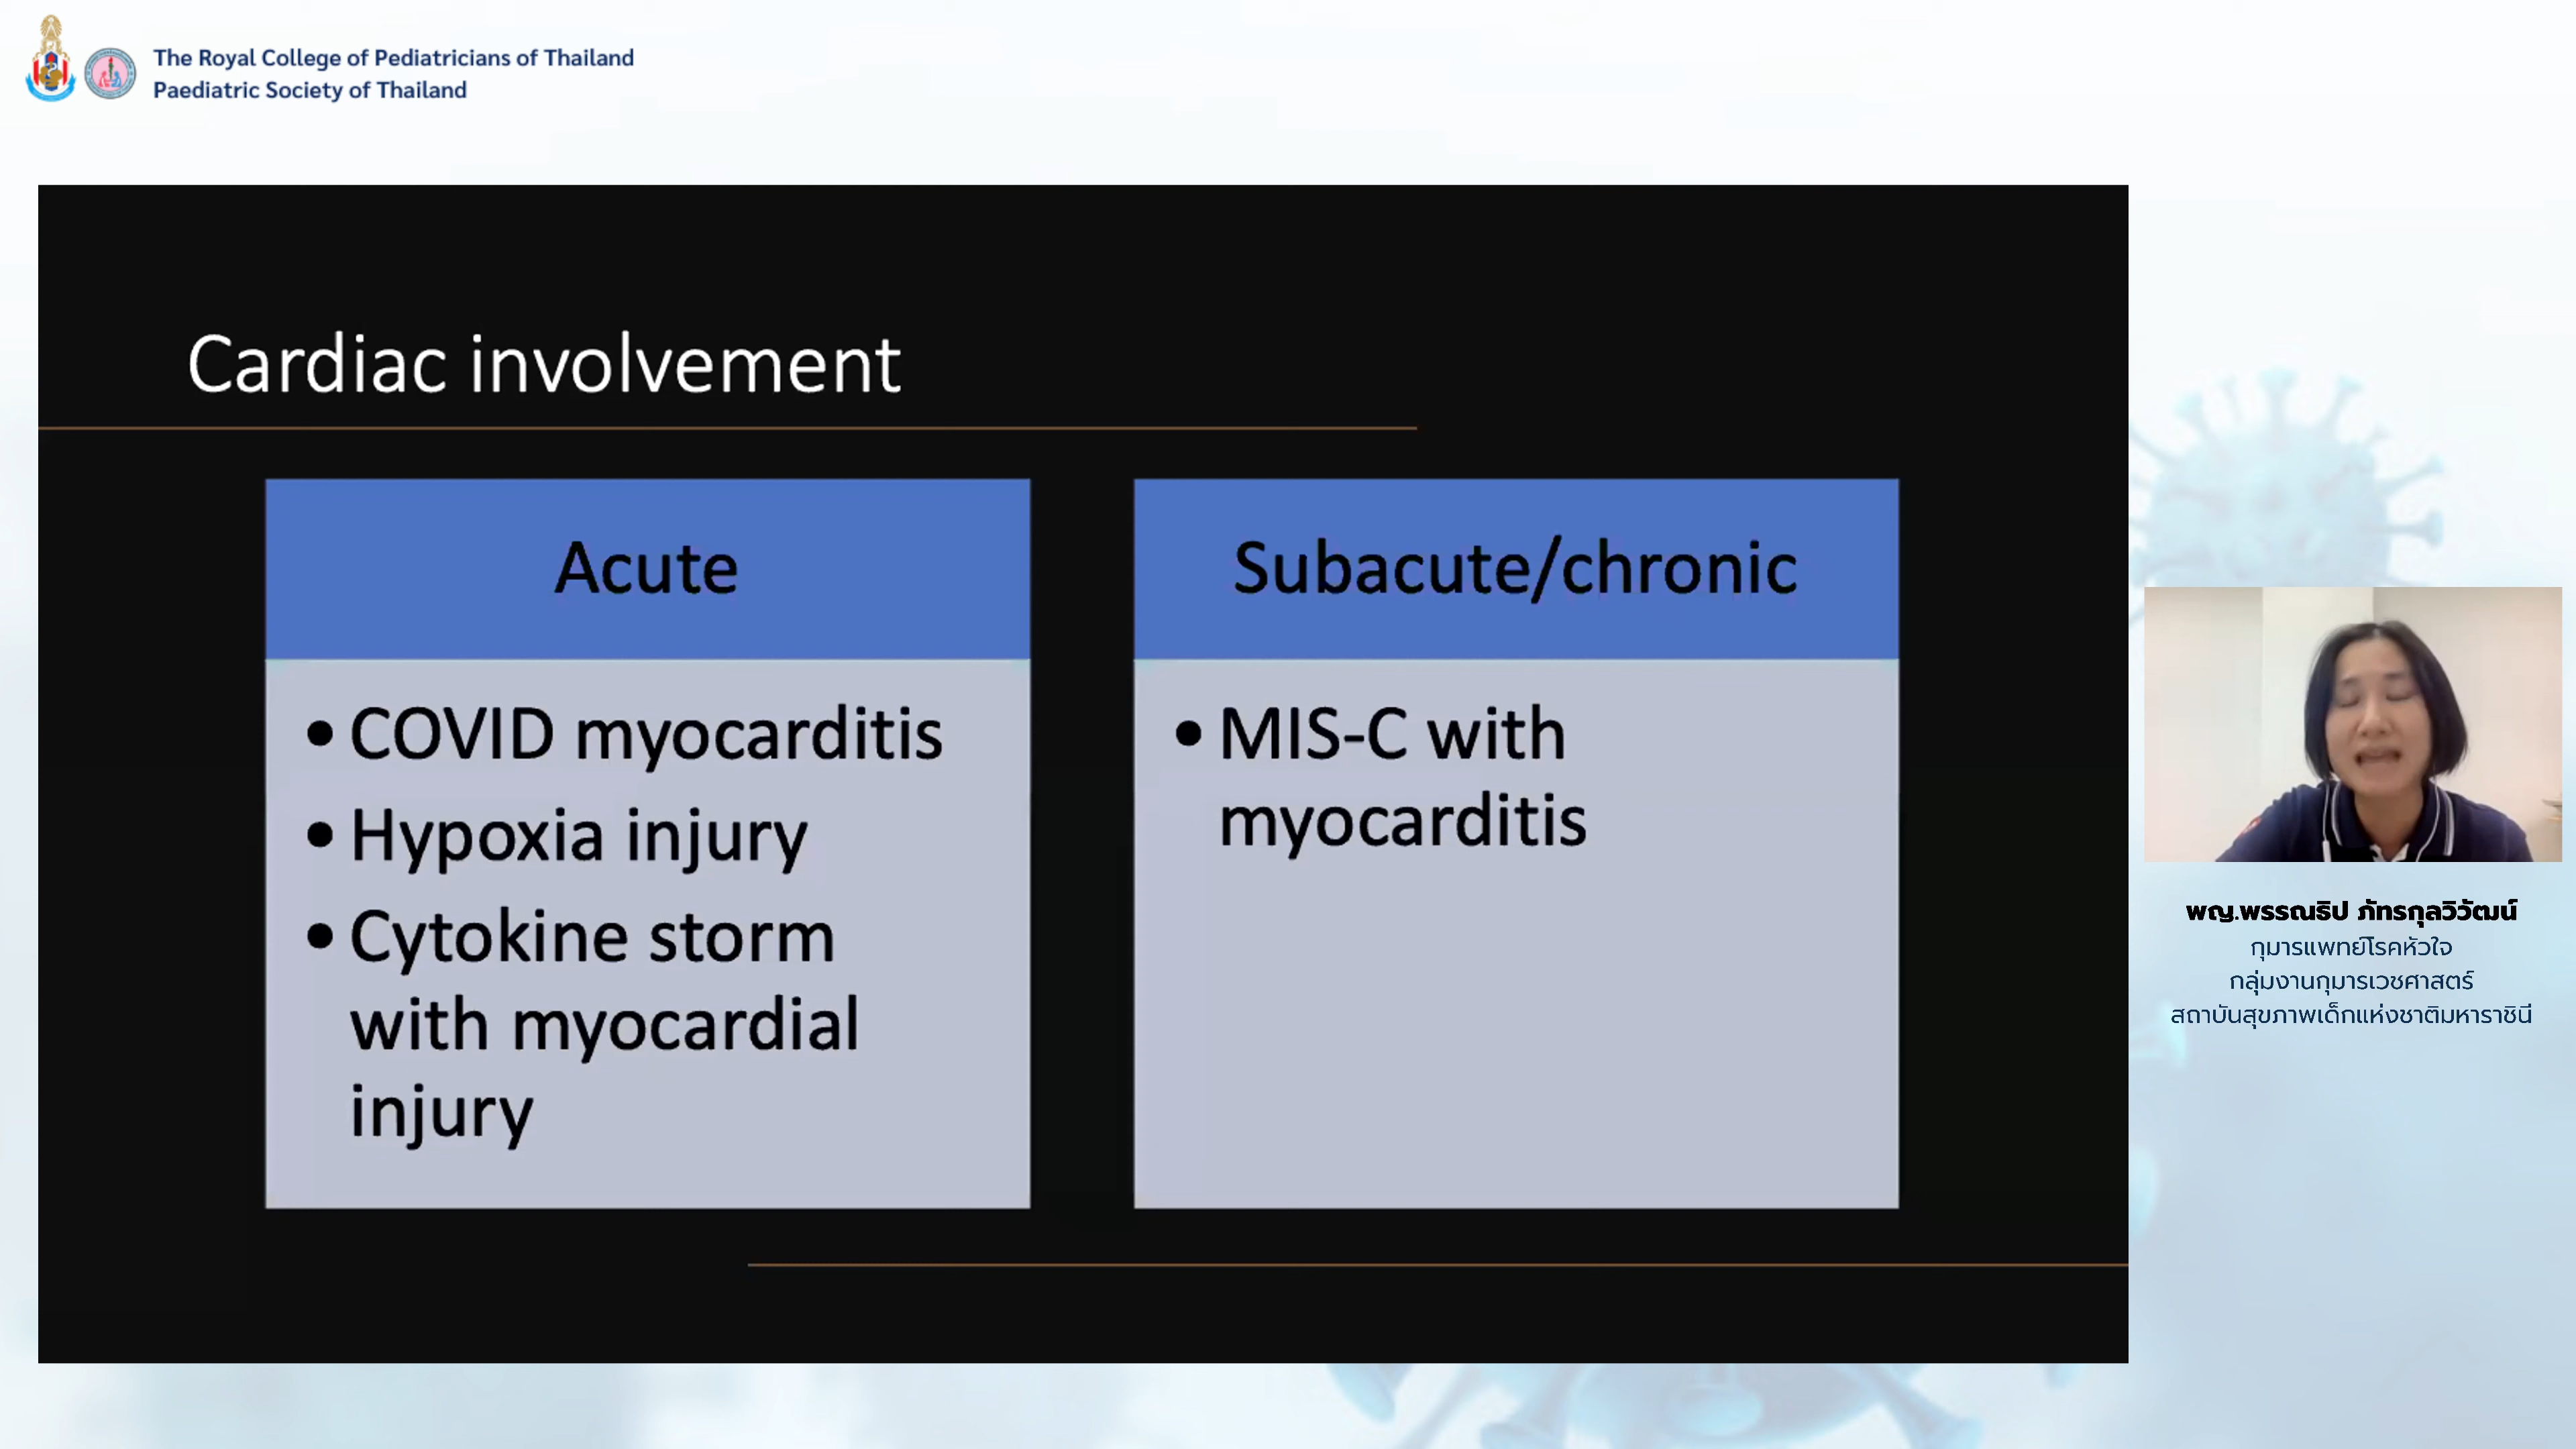 The Royal College of Pediatricians of Thailand
Paediatric Society of Thailand
Cardiac involvement
Acute
• COVID myocarditis
• Hypoxia injury
• Cytokine storm
with myocardial
injury
Subacute/chronic
• MIS-C with
myocarditis
พญ.พรรณธิป ภัทรกุลวิวัฒน์
กุมารแพทย์โรคหัวใจ
กลุ่มงานกุมารเวชศาสตร์
สถาบันสุขภาพเด็กแห่งชาติมหาราชินี